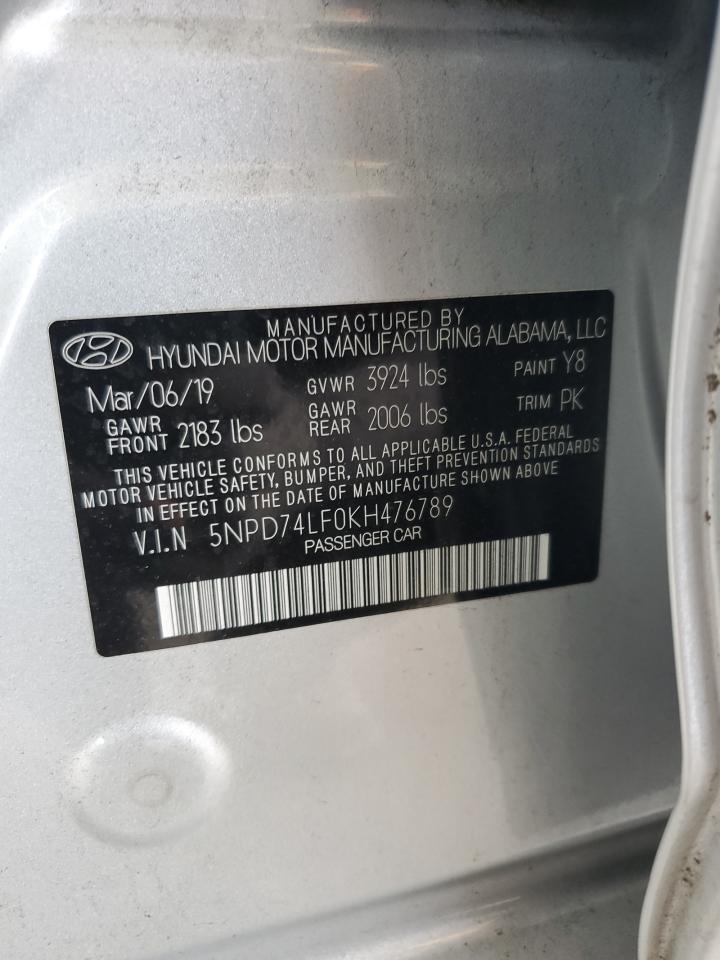 MANUFACTURED BY
HYUNDAI MOTOR MANUFACTURING ALABAMA, LLC
Mar/06/19 GVWR 3924 lbs PAINT Y8
GAWR FRONT 2183 lbs GAWR REAR 2006 lbs TRIM PK
THIS VEHICLE CONFORMS TO ALL APPLICABLE U.S.A. FEDERAL
MOTOR VEHICLE SAFETY, BUMPER, AND THEFT PREVENTION STANDARDS
IN EFFECT ON THE DATE OF MANUFACTURE SHOWN ABOVE
V.I.N 5NPD74LF0KH476789
PASSENGER CAR